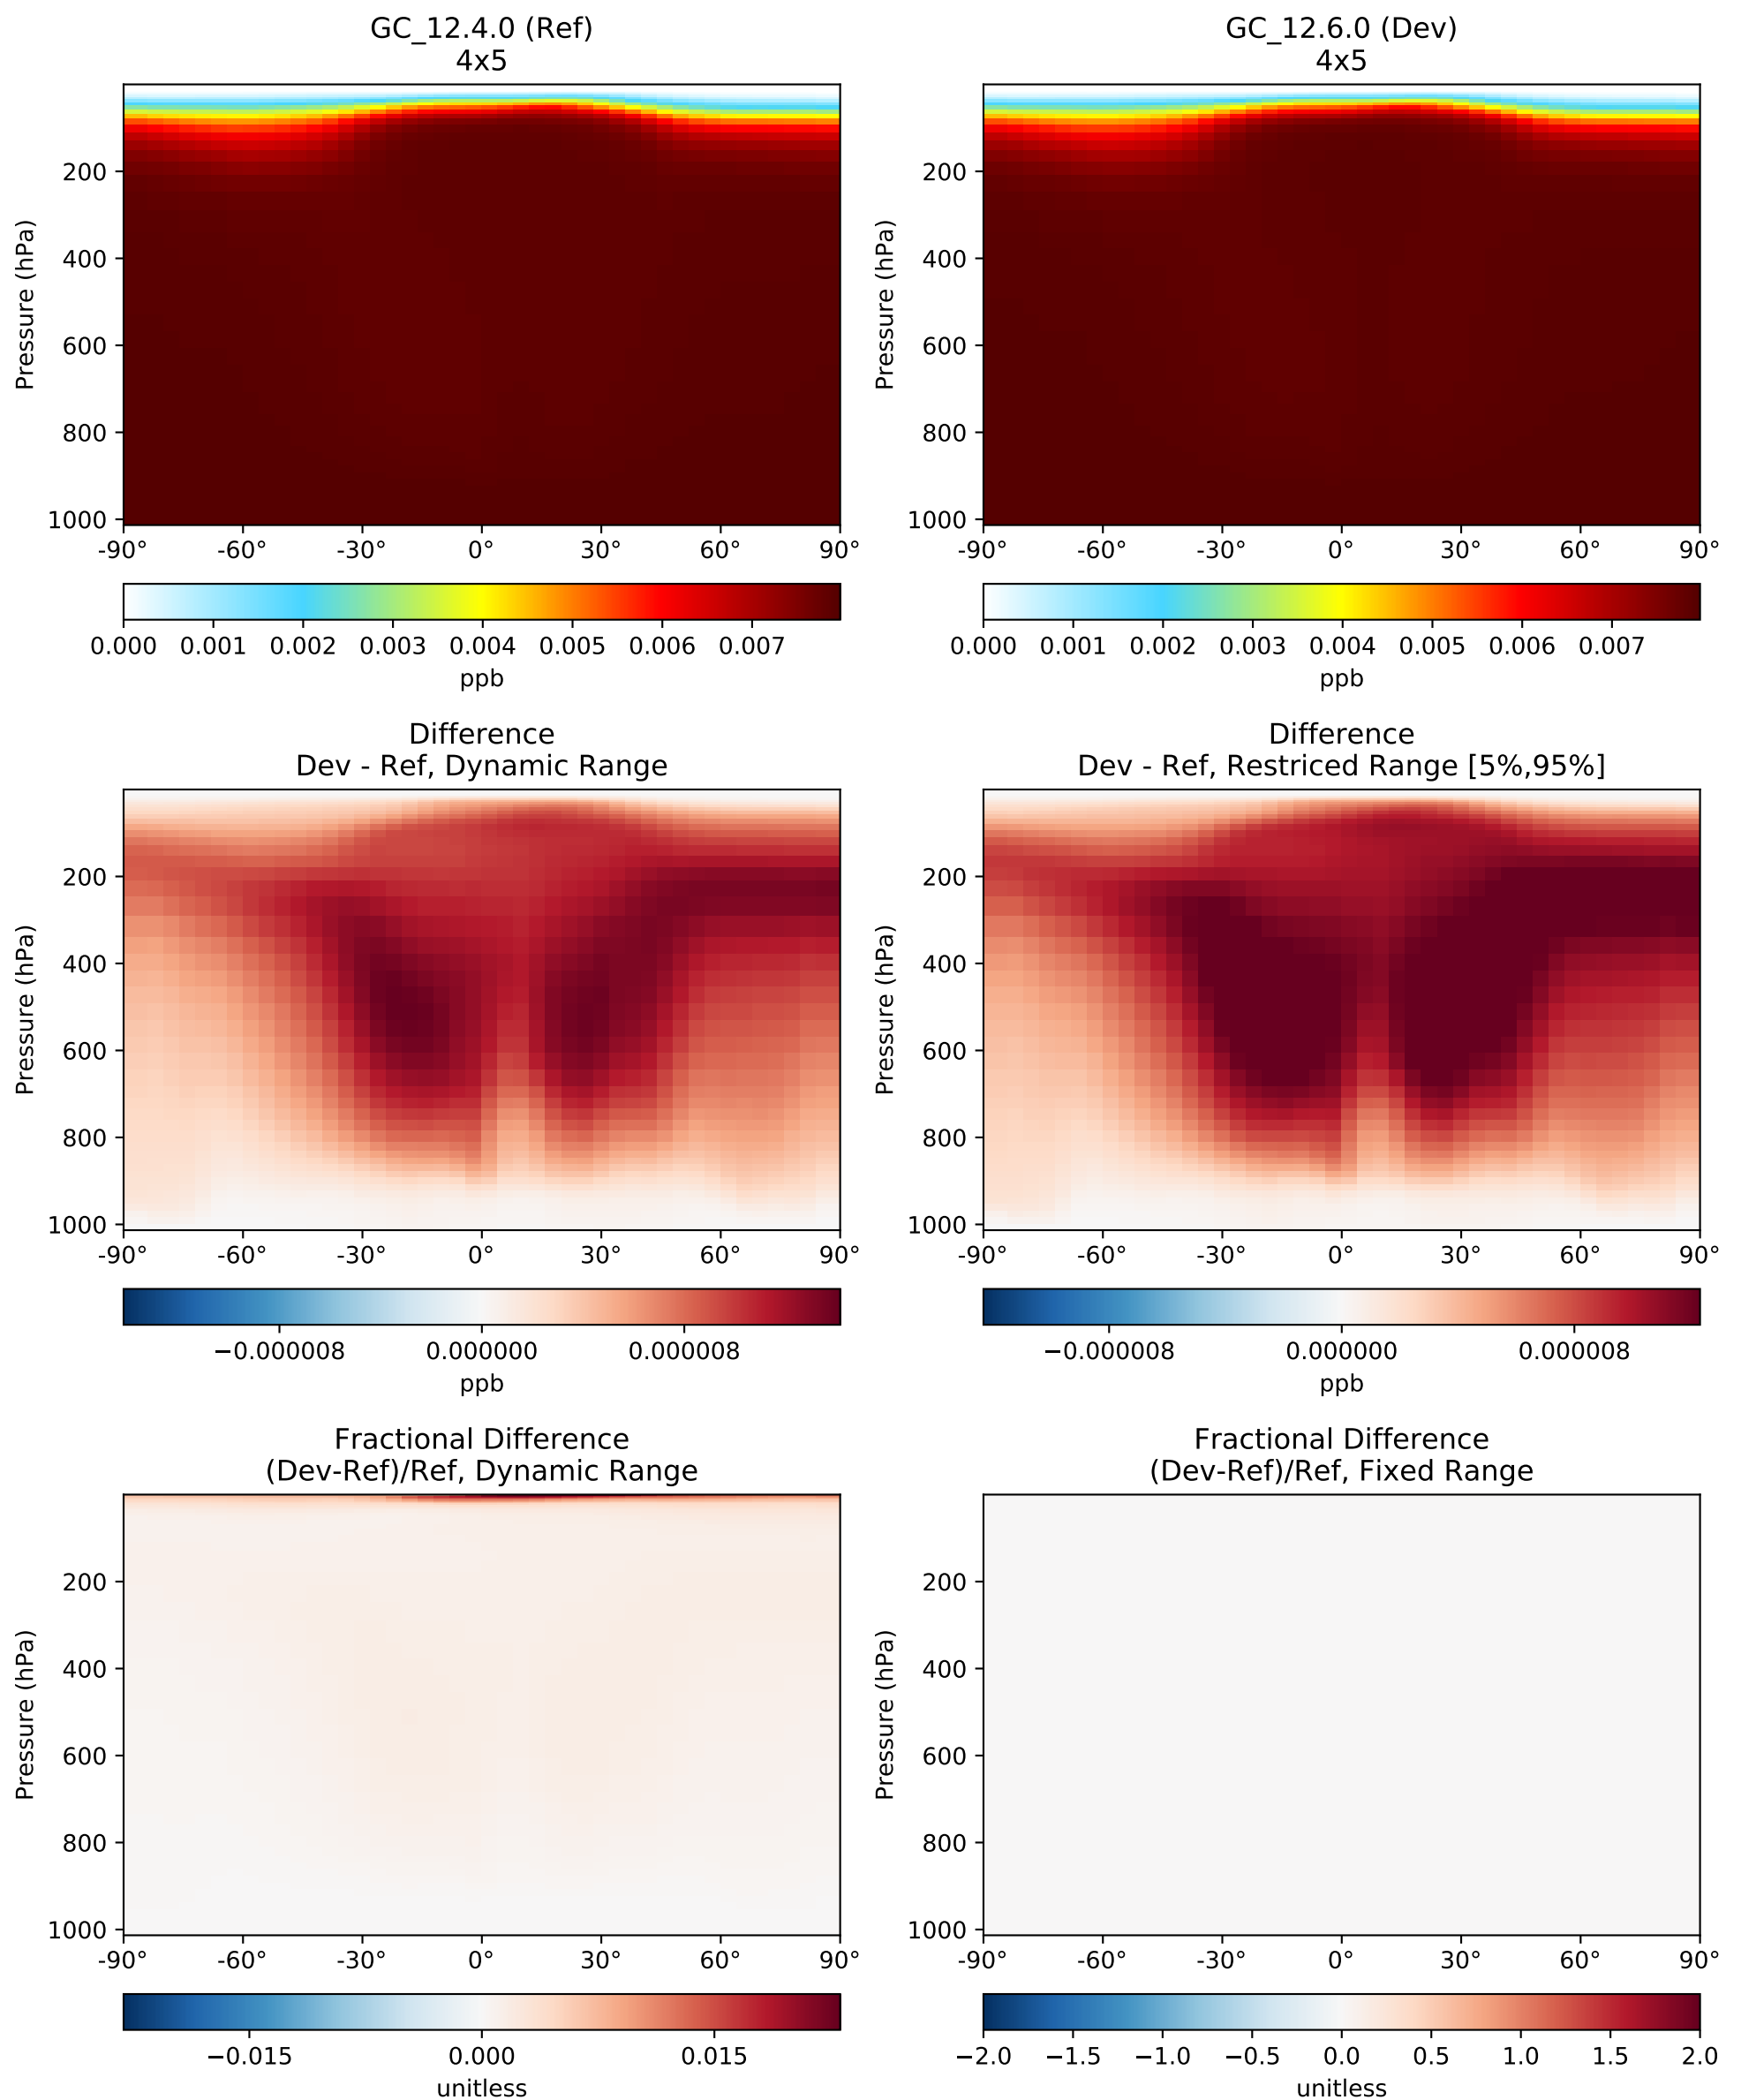 GC_12.4.0 (Ref)
4x5
Pressure (hPa)
200
400
600
800
1000
-90° -60° -30° 0° 30° 60° 90°
0.000 0.001 0.002 0.003 0.004 0.005 0.006 0.007
ppb
GC_12.6.0 (Dev)
4x5
Pressure (hPa)
200
400
600
800
1000
-90° -60° -30° 0° 30° 60° 90°
0.000 0.001 0.002 0.003 0.004 0.005 0.006 0.007
ppb
Difference
Dev - Ref, Dynamic Range
Pressure (hPa)
200
400
600
800
1000
-90° -60° -30° 0° 30° 60° 90°
−0.000008 0.000000 0.000008
ppb
Difference
Dev - Ref, Restriced Range [5%,95%]
Pressure (hPa)
200
400
600
800
1000
-90° -60° -30° 0° 30° 60° 90°
−0.000008 0.000000 0.000008
ppb
Fractional Difference
(Dev-Ref)/Ref, Dynamic Range
Pressure (hPa)
200
400
600
800
1000
-90° -60° -30° 0° 30° 60° 90°
−0.015 0.000 0.015
unitless
Fractional Difference
(Dev-Ref)/Ref, Fixed Range
Pressure (hPa)
200
400
600
800
1000
-90° -60° -30° 0° 30° 60° 90°
−2.0 −1.5 −1.0 −0.5 0.0 0.5 1.0 1.5 2.0
unitless